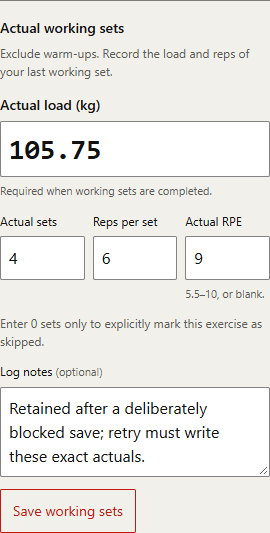 Actual working sets
Exclude warm-ups. Record the load and reps of
your last working set.
Actual load (kg)
105.75
Required when working sets are completed.
Actual sets Reps per set Actual RPE
4 6 9
5.5–10, or blank.
Enter 0 sets only to explicitly mark this exercise as
skipped.
Log notes (optional)
Retained after a deliberately
blocked save; retry must write
these exact actuals.
Save working sets